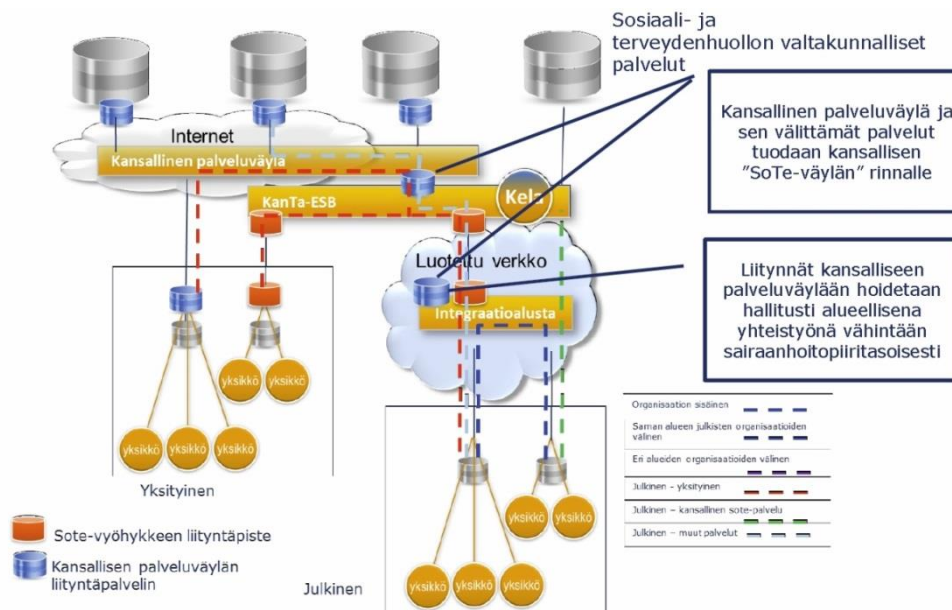 Sosiaali- ja
terveydenhuollon valtakunnalliset
palvelut
Internet
Kansallinen palveluväylä
KanTa-ESB
Kela
Kansallinen palveluväylä ja
sen välittämät palvelut
tuodaan kansallisen
”SoTe-väylän” rinnalle
Luotettu verkko
Integraatioalusta
Liitynnät kansalliseen
palveluväylään hoidetaan
hallitusti alueellisena
yhteistyönä vähintään
sairaanhoitopiiritasoisesti
yksikkö
yksikkö
yksikkö
yksikkö
yksikkö
Yksityinen
yksikkö
yksikkö
yksikkö
yksikkö
yksikkö
Julkinen
Organisaation sisäinen
Saman alueen julkisten organisaatioiden
välinen
Eri alueiden organisaatioiden välinen
Julkinen - yksityinen
Julkinen – kansallinen sote-palvelu
Julkinen – muut palvelut
Sote-vyöhykkeen liityntäpiste
Kansallisen palveluväylän
liityntäpalvelin